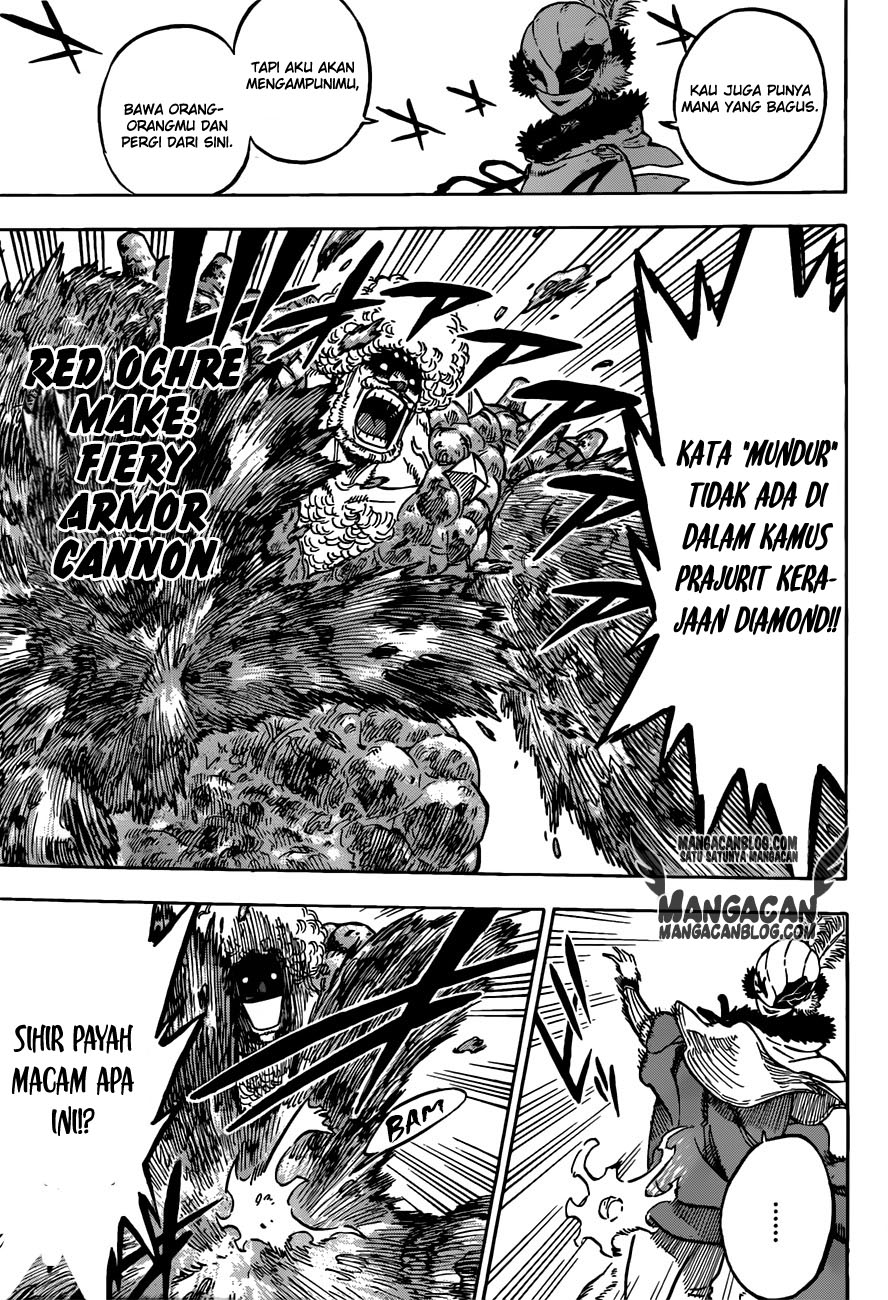 KAU JUGA PUNYA
MANA YANG BAGUS.
TAPI AKU AKAN
MENGAMPUNIMU,
BAWA ORANG-
ORANGMU DAN
PERGI DARI SINI.
KATA "MUNDUR"
TIDAK ADA DI
DALAM KAMUS
PRAJURIT KERA-
JAAN DIAMOND!!
RED OCHRE
MAKE:
FIERY
ARMOR
CANNON
MANGACANBLOG.COM
SATU SATUNYA MANGACAN
MANGACAN
MANGACANBLOG.COM
......
BAM
SIHIR PAYAH
MACAM APA
INI!?